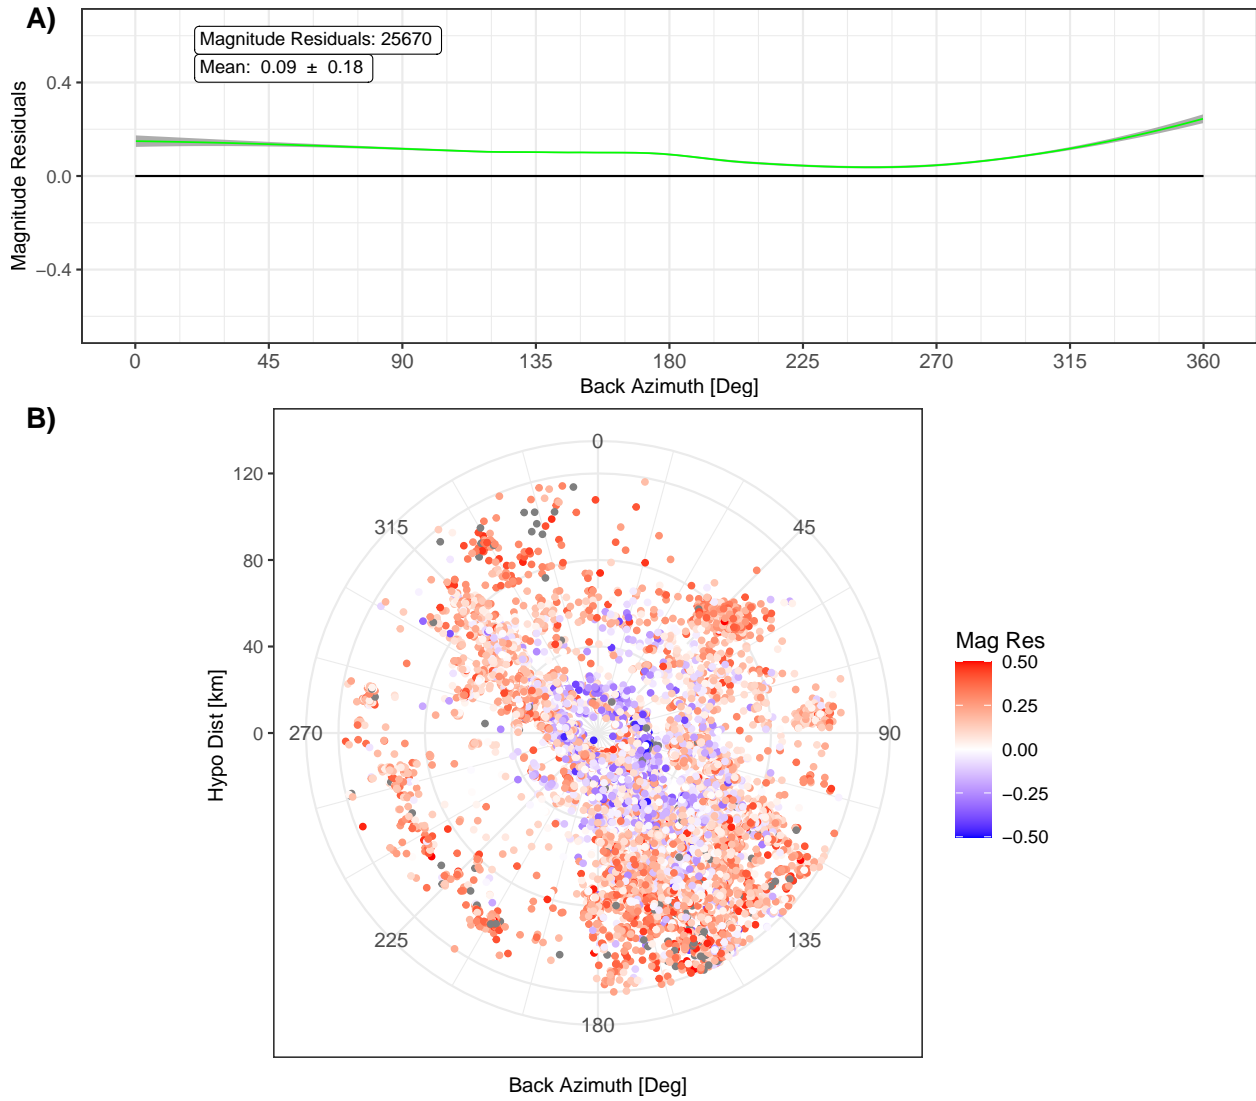 A)
Magnitude Residuals: 25670
Mean:  0.09  ±  0.18
Magnitude Residuals
0.4
0.0
−0.4
0 45 90 135 180 225 270 315 360
Back Azimuth [Deg]
B)
Hypo Dist [km]
120
80
40
0
0
45
90
135
180
225
270
315
Back Azimuth [Deg]
Mag Res
0.50
0.25
0.00
−0.25
−0.50